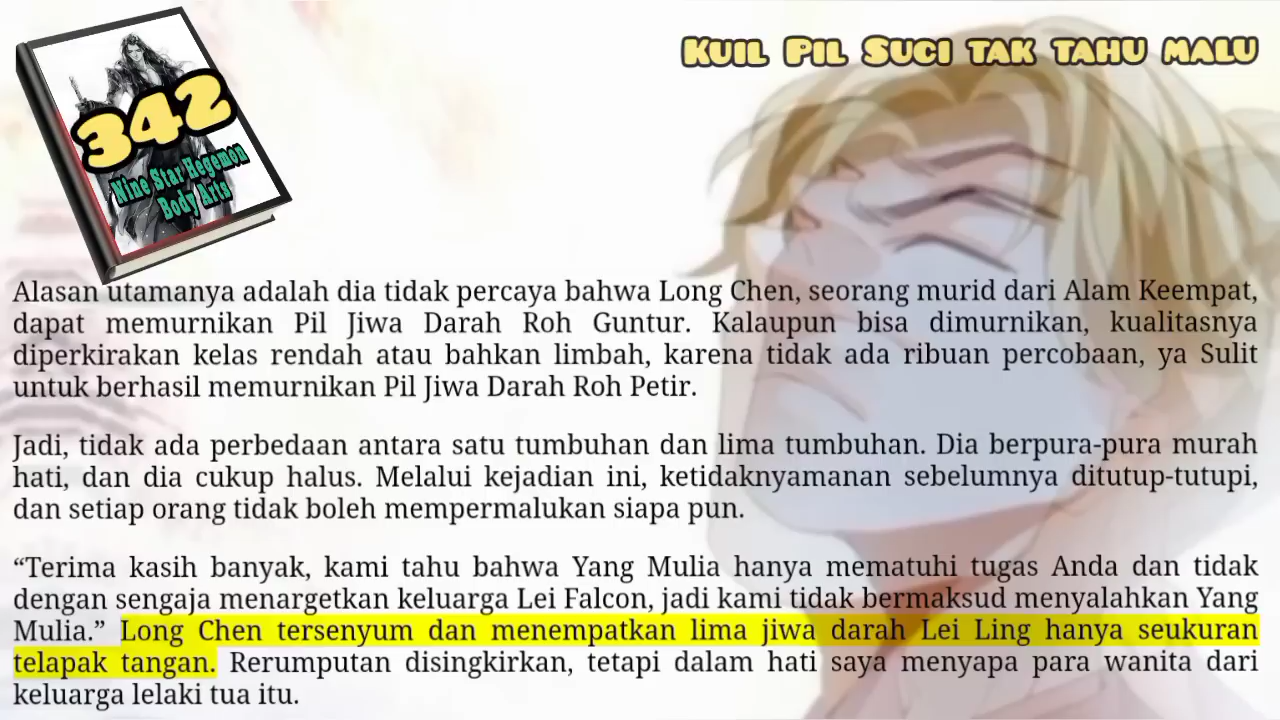 Kuil Pil Suci tak tahu malu
342
Nine Star Hegemon
Body Arts
Alasan utamanya adalah dia tidak percaya bahwa Long Chen, seorang murid dari Alam Keempat,
dapat memurnikan Pil Jiwa Darah Roh Guntur. Kalaupun bisa dimurnikan, kualitasnya
diperkirakan kelas rendah atau bahkan limbah, karena tidak ada ribuan percobaan, ya Sulit
untuk berhasil memurnikan Pil Jiwa Darah Roh Petir.
Jadi, tidak ada perbedaan antara satu tumbuhan dan lima tumbuhan. Dia berpura-pura murah
hati, dan dia cukup halus. Melalui kejadian ini, ketidaknyamanan sebelumnya ditutup-tutupi,
dan setiap orang tidak boleh mempermalukan siapa pun.
“Terima kasih banyak, kami tahu bahwa Yang Mulia hanya mematuhi tugas Anda dan tidak
dengan sengaja menargetkan keluarga Lei Falcon, jadi kami tidak bermaksud menyalahkan Yang
Mulia.” Long Chen tersenyum dan menempatkan lima jiwa darah Lei Ling hanya seukuran
telapak tangan. Rerumputan disingkirkan, tetapi dalam hati saya menyapa para wanita dari
keluarga lelaki tua itu.